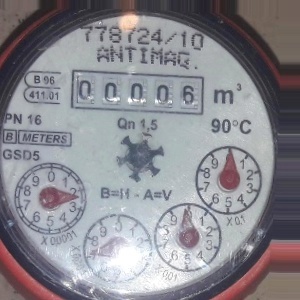 778724/10
ANTIMAG.
B 96
411.01
00006 m³
PN 16
Qn 1,5
90°C
B METERS
GSD5
B=H - A=V
X 0.1
X 0.0001